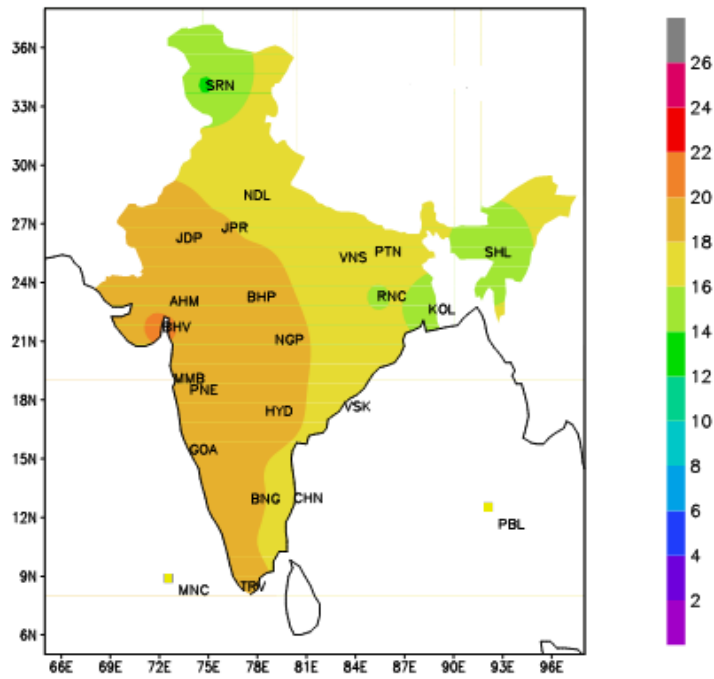 36N
33N
30N
27N
24N
21N
18N
15N
12N
9N
6N
SRN
NDL
JPR
JDP
VNS
PTN
SHL
AHM
BHP
RNC
KOL
BHV
NGP
MMB
PNE
HYD
VSK
GOA
BNG
CHN
PBL
MNC
TRV
66E 69E 72E 75E 78E 81E 84E 87E 90E 93E 96E
26
24
22
20
18
16
14
12
10
8
6
4
2